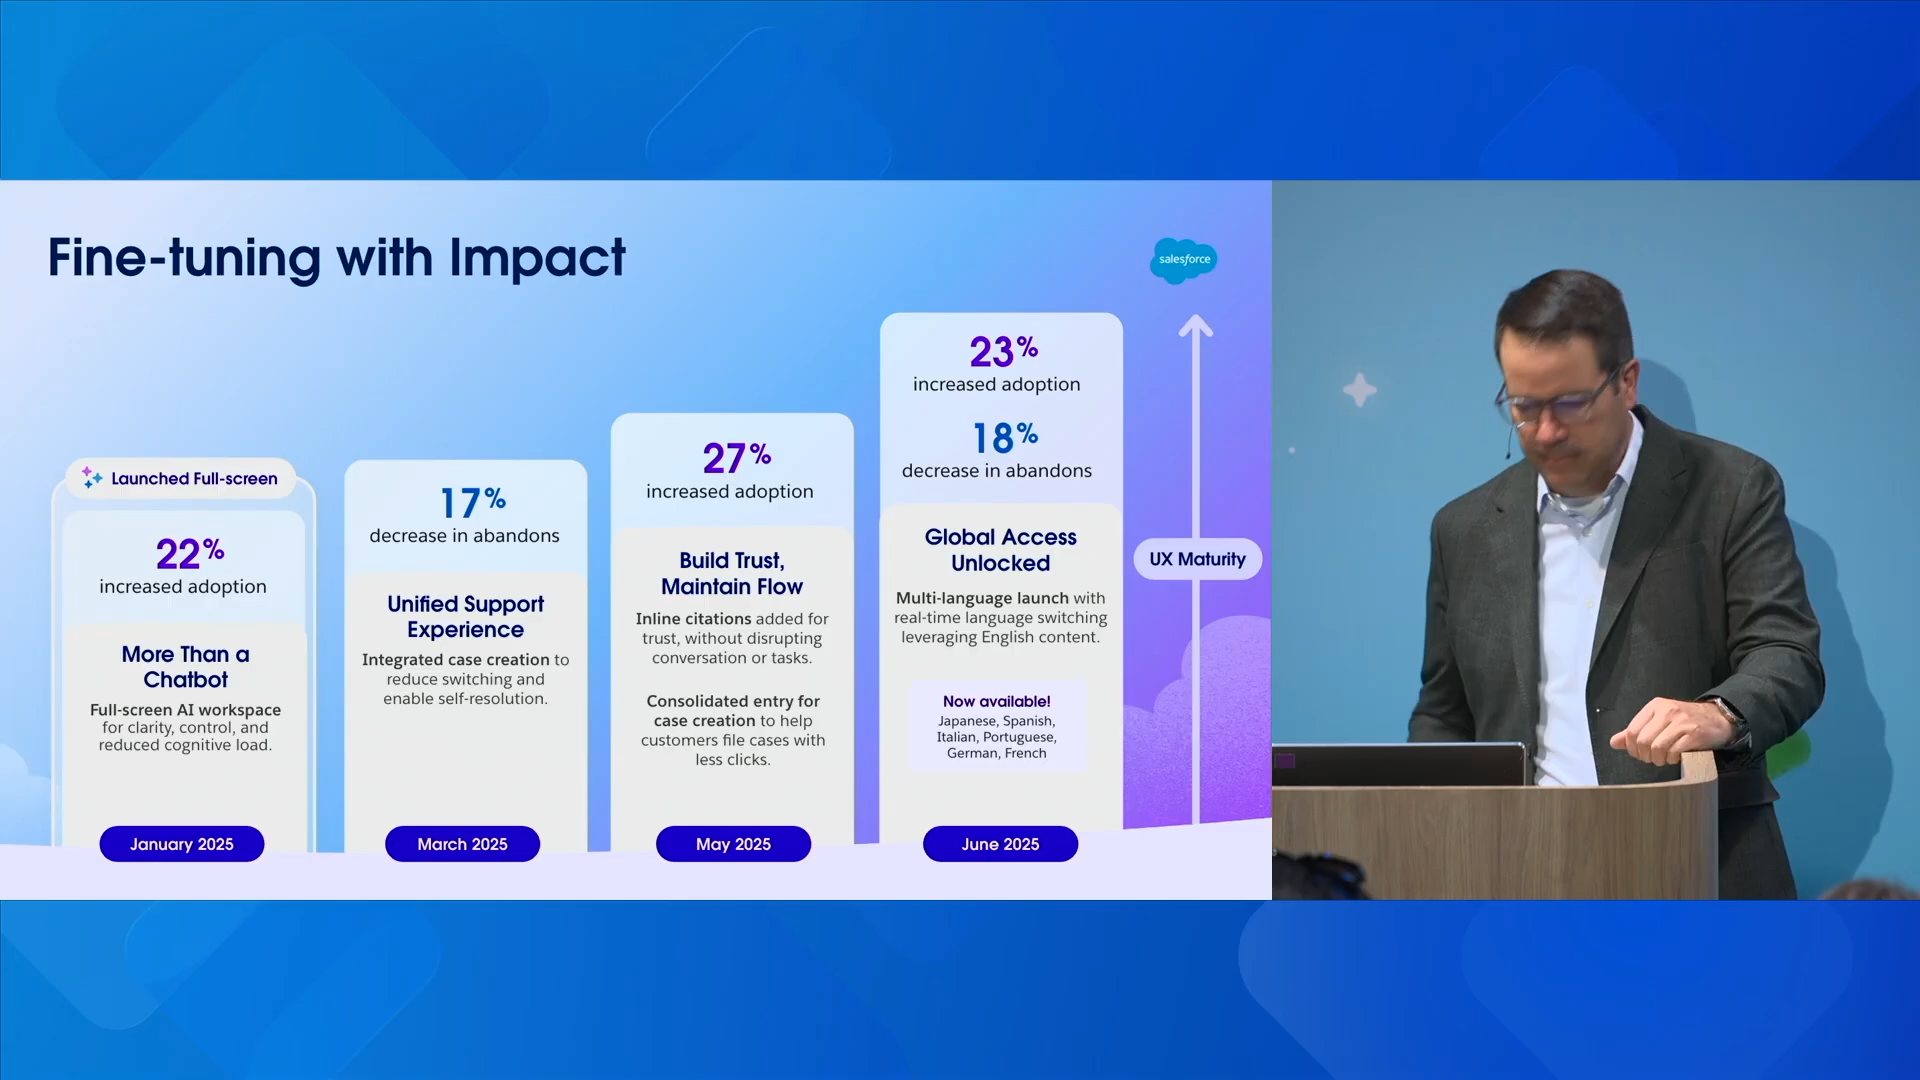 Fine-tuning with Impact
salesforce
Launched Full-screen
22%
increased adoption
More Than a
Chatbot
Full-screen AI workspace
for clarity, control, and
reduced cognitive load.
January 2025
17%
decrease in abandons
Unified Support
Experience
Integrated case creation to
reduce switching and
enable self-resolution.
March 2025
27%
increased adoption
Build Trust,
Maintain Flow
Inline citations added for
trust, without disrupting
conversation or tasks.
Consolidated entry for
case creation to help
customers file cases with
less clicks.
May 2025
23%
increased adoption
18%
decrease in abandons
Global Access
Unlocked
Multi-language launch with
real-time language switching
leveraging English content.
Now available!
Japanese, Spanish,
Italian, Portuguese,
German, French
June 2025
UX Maturity